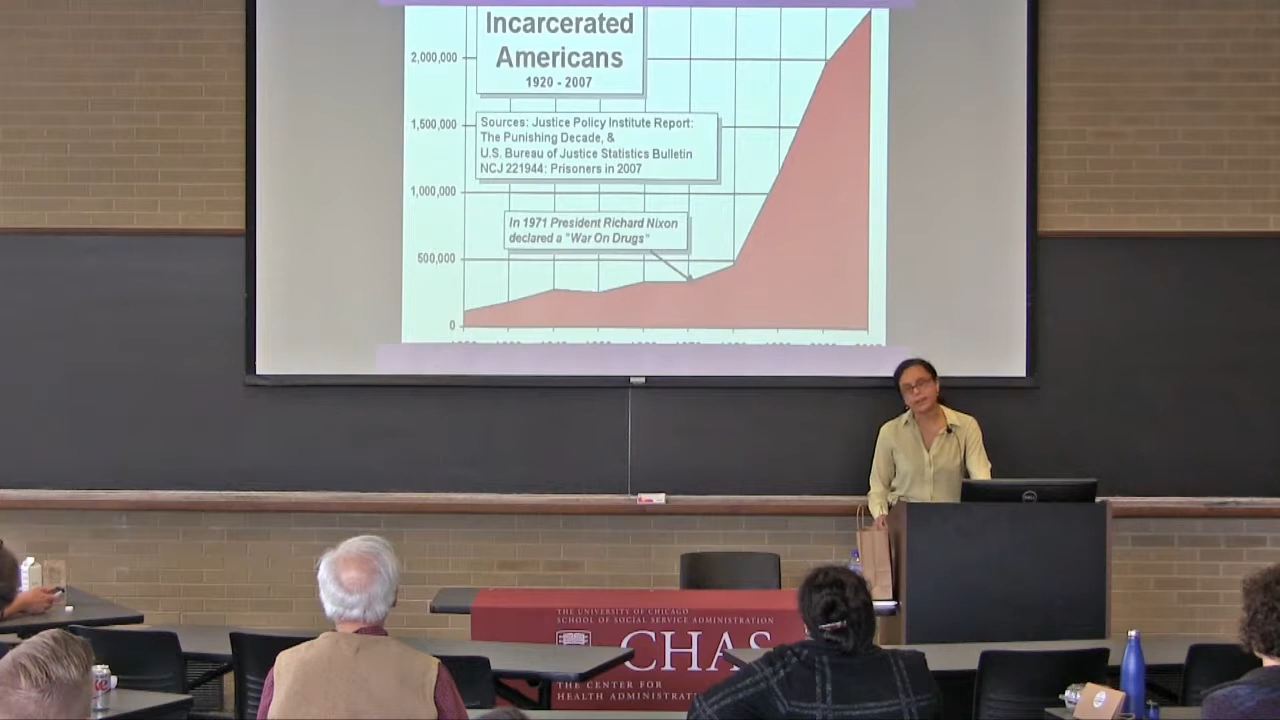 Incarcerated
Americans
1920 - 2007
2,000,000
Sources: Justice Policy Institute Report:
The Punishing Decade, &
U.S. Bureau of Justice Statistics Bulletin
NCJ 221944: Prisoners in 2007
1,500,000
1,000,000
In 1971 President Richard Nixon
declared a "War On Drugs"
500,000
0
DELL
THE UNIVERSITY OF CHICAGO
SCHOOL OF SOCIAL SERVICE ADMINISTRATION
CHAS
THE CENTER FOR
HEALTH ADMINISTRATI